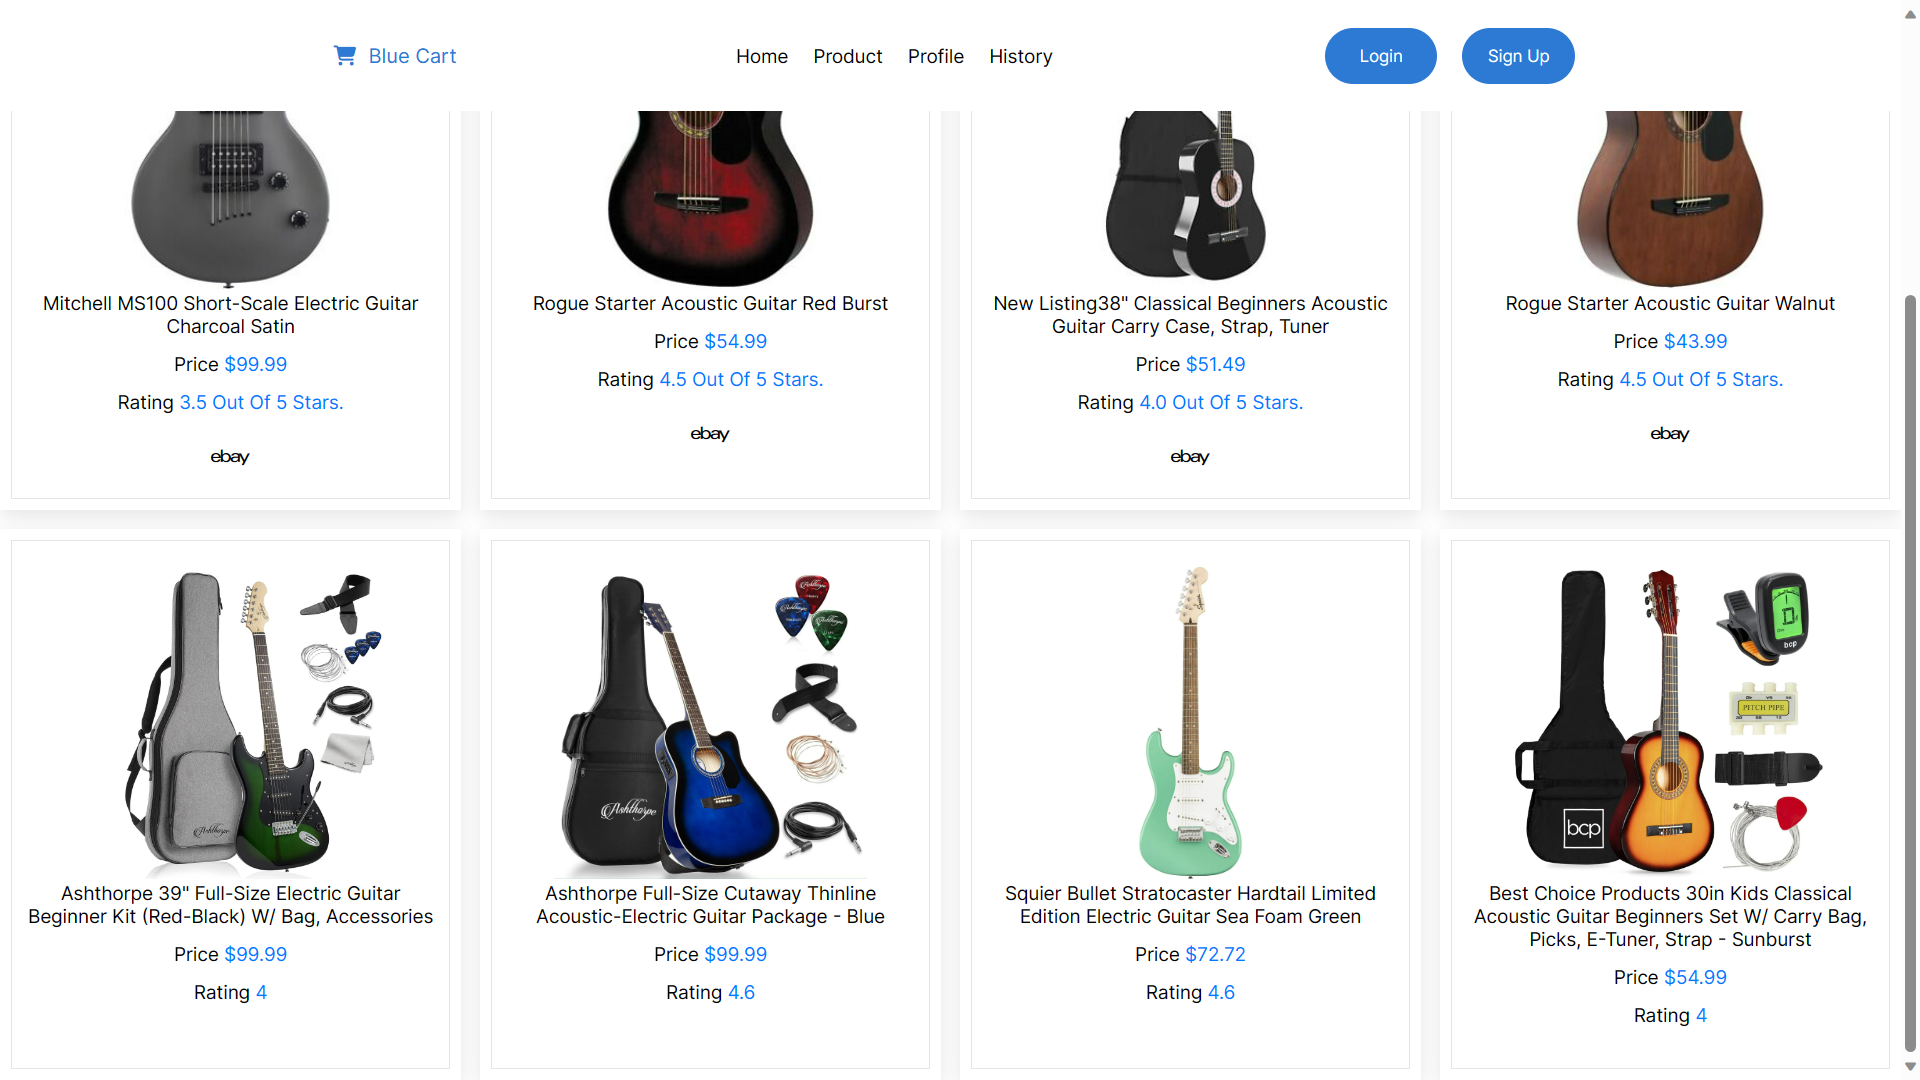 Blue Cart
Home Product Profile History
Login
Sign Up
Mitchell MS100 Short-Scale Electric Guitar
Charcoal Satin
Price $99.99
Rating 3.5 Out Of 5 Stars.
ebay
Rogue Starter Acoustic Guitar Red Burst
Price $54.99
Rating 4.5 Out Of 5 Stars.
ebay
New Listing38" Classical Beginners Acoustic
Guitar Carry Case, Strap, Tuner
Price $51.49
Rating 4.0 Out Of 5 Stars.
ebay
Rogue Starter Acoustic Guitar Walnut
Price $43.99
Rating 4.5 Out Of 5 Stars.
ebay
Ashthorpe
Ashthorpe 39" Full-Size Electric Guitar
Beginner Kit (Red-Black) W/ Bag, Accessories
Price $99.99
Rating 4
Ashthorpe
Ashthorpe Full-Size Cutaway Thinline
Acoustic-Electric Guitar Package - Blue
Price $99.99
Rating 4.6
Squier Bullet Stratocaster Hardtail Limited
Edition Electric Guitar Sea Foam Green
Price $72.72
Rating 4.6
bcp
PITCH PIPE
bcp
Best Choice Products 30in Kids Classical
Acoustic Guitar Beginners Set W/ Carry Bag,
Picks, E-Tuner, Strap - Sunburst
Price $54.99
Rating 4